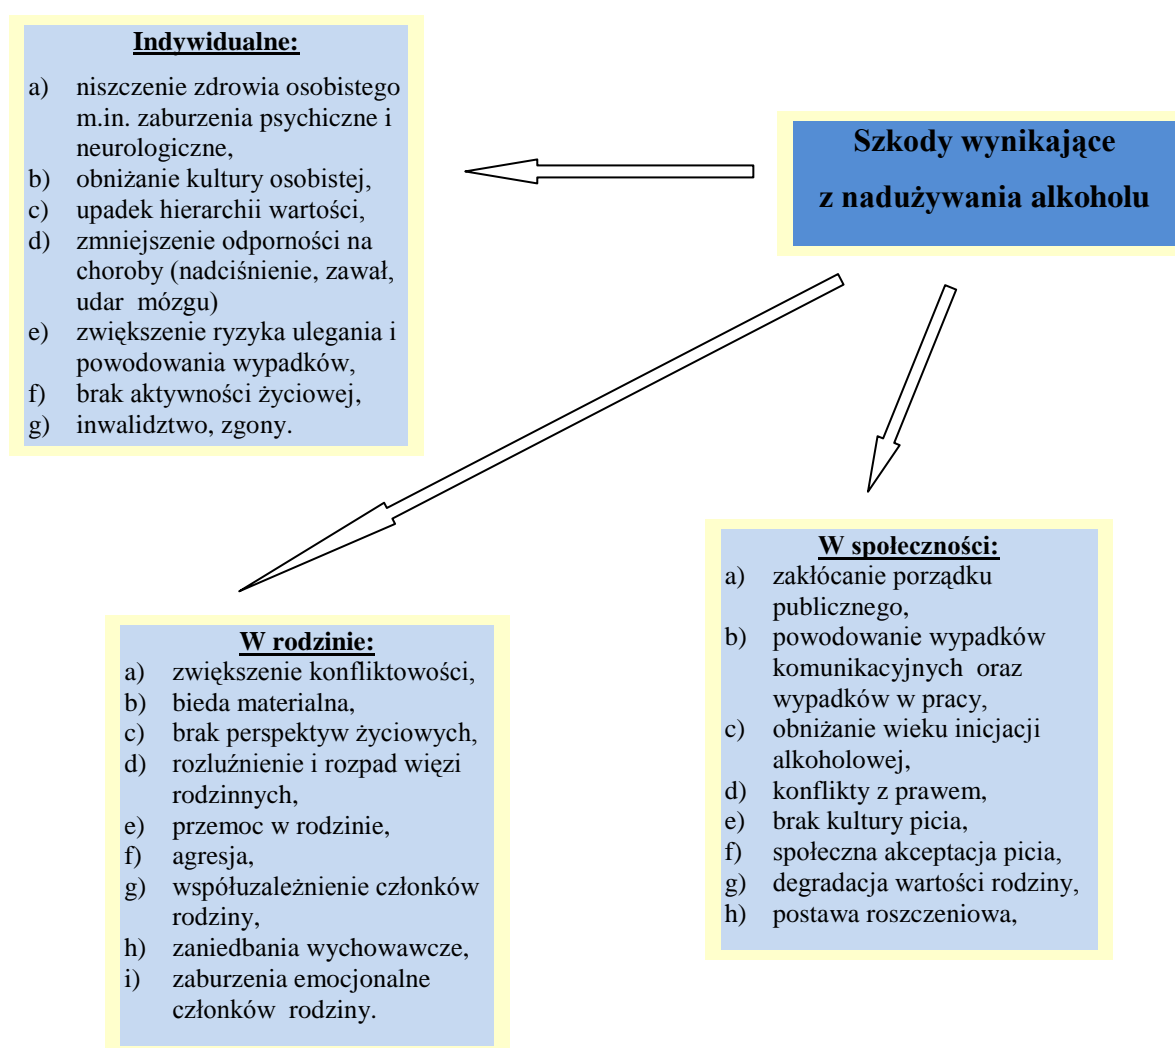 Indywidualne:
a) niszczenie zdrowia osobistego
m.in. zaburzenia psychiczne i
neurologiczne,
b) obniżanie kultury osobistej,
c) upadek hierarchii wartości,
d) zmniejszenie odporności na
choroby (nadciśnienie, zawał,
udar mózgu)
e) zwiększenie ryzyka ulegania i
powodowania wypadków,
f) brak aktywności życiowej,
g) inwalidztwo, zgony.
Szkody wynikające
z nadużywania alkoholu
W rodzinie:
a) zwiększenie konfliktowości,
b) bieda materialna,
c) brak perspektyw życiowych,
d) rozluźnienie i rozpad więzi
rodzinnych,
e) przemoc w rodzinie,
f) agresja,
g) współuzależnienie członków
rodziny,
h) zaniedbania wychowawcze,
i) zaburzenia emocjonalne
członków rodziny.
W społeczności:
a) zakłócanie porządku
publicznego,
b) powodowanie wypadków
komunikacyjnych oraz
wypadków w pracy,
c) obniżanie wieku inicjacji
alkoholowej,
d) konflikty z prawem,
e) brak kultury picia,
f) społeczna akceptacja picia,
g) degradacja wartości rodziny,
h) postawa roszczeniowa,